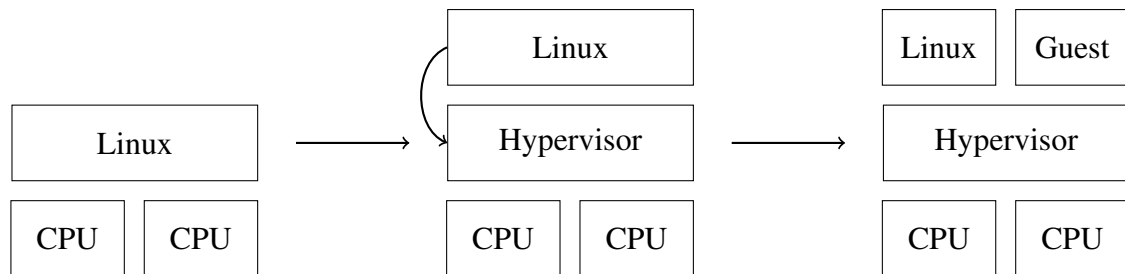 Linux
CPU CPU
Linux
Hypervisor
CPU CPU
Linux Guest
Hypervisor
CPU CPU